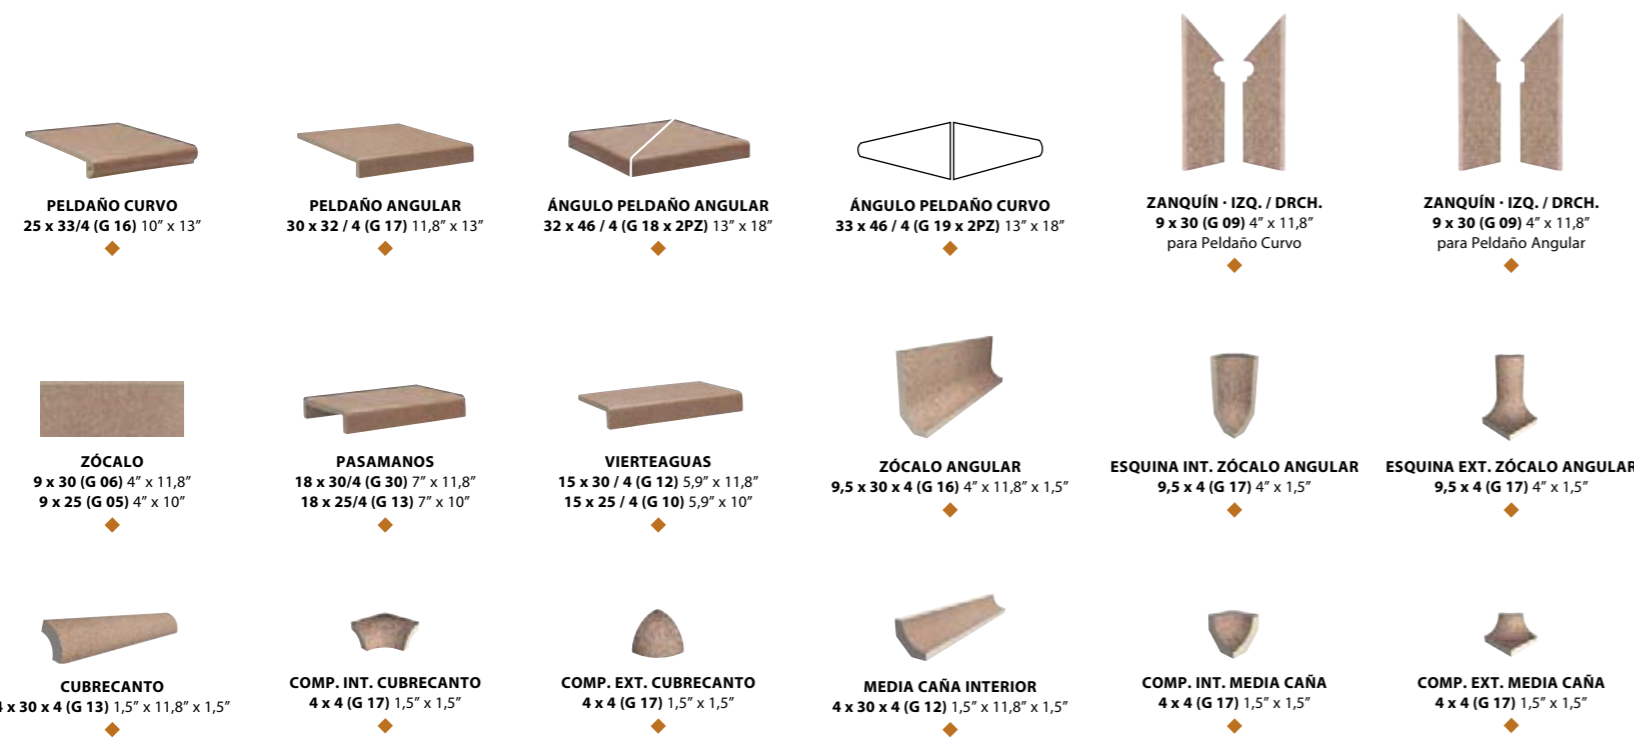 PELDAÑO CURVO
25 x 33/4 (G 16) 10” x 13”
PELDAÑO ANGULAR
30 x 32 / 4 (G 17) 11,8” x 13”
ÁNGULO PELDAÑO ANGULAR
32 x 46 / 4 (G 18 x 2PZ) 13” x 18”
ÁNGULO PELDAÑO CURVO
33 x 46 / 4 (G 19 x 2PZ) 13” x 18”
ZANQUÍN · IZQ. / DRCH.
9 x 30 (G 09) 4” x 11,8”
para Peldaño Curvo
ZANQUÍN · IZQ. / DRCH.
9 x 30 (G 09) 4” x 11,8”
para Peldaño Angular
ZÓCALO
9 x 30 (G 06) 4” x 11,8”
9 x 25 (G 05) 4” x 10”
PASAMANOS
18 x 30/4 (G 30) 7” x 11,8”
18 x 25/4 (G 13) 7” x 10”
VIERTEAGUAS
15 x 30 / 4 (G 12) 5,9” x 11,8”
15 x 25 / 4 (G 10) 5,9” x 10”
ZÓCALO ANGULAR
9,5 x 30 x 4 (G 16) 4” x 11,8” x 1,5”
ESQUINA INT. ZÓCALO ANGULAR
9,5 x 4 (G 17) 4” x 1,5”
ESQUINA EXT. ZÓCALO ANGULAR
9,5 x 4 (G 17) 4” x 1,5”
CUBRECANTO
4 x 30 x 4 (G 13) 1,5” x 11,8” x 1,5”
COMP. INT. CUBRECANTO
4 x 4 (G 17) 1,5” x 1,5”
COMP. EXT. CUBRECANTO
4 x 4 (G 17) 1,5” x 1,5”
MEDIA CAÑA INTERIOR
4 x 30 x 4 (G 12) 1,5” x 11,8” x 1,5”
COMP. INT. MEDIA CAÑA
4 x 4 (G 17) 1,5” x 1,5”
COMP. EXT. MEDIA CAÑA
4 x 4 (G 17) 1,5” x 1,5”